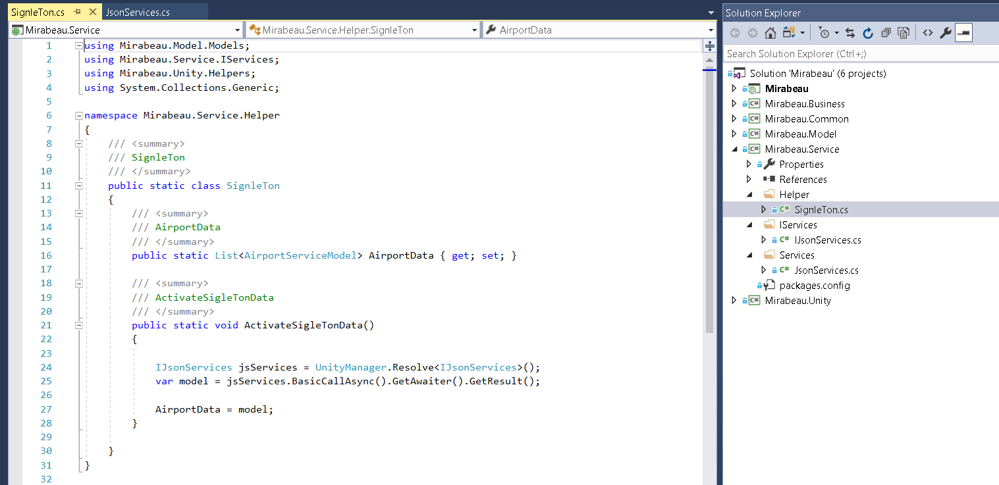 SignleTon.cs
JsonServices.cs
Mirabeau.Service
Mirabeau.Service.Helper.SignleTon
AirportData
1 using Mirabeau.Model.Models;
2 using Mirabeau.Service.IServices;
3 using Mirabeau.Unity.Helpers;
4 using System.Collections.Generic;
5
6 namespace Mirabeau.Service.Helper
7 {
8 /// <summary>
9 /// SignleTon
10 /// </summary>
11 public static class SignleTon
12 {
13 /// <summary>
14 /// AirportData
15 /// </summary>
16 public static List<AirportServiceModel> AirportData { get; set; }
17
18 /// <summary>
19 /// ActivateSigleTonData
20 /// </summary>
21 public static void ActivateSigleTonData()
22 {
23
24 IJsonServices jsServices = UnityManager.Resolve<IJsonServices>();
25 var model = jsServices.BasicCallAsync().GetAwaiter().GetResult();
26
27 AirportData = model;
28 }
29
30 }
31 }
32
Solution Explorer
Search Solution Explorer (Ctrl+;)
Solution 'Mirabeau' (6 projects)
Mirabeau
C# Mirabeau.Business
C# Mirabeau.Common
C# Mirabeau.Model
C# Mirabeau.Service
Properties
References
Helper
C# SignleTon.cs
IServices
C# IJsonServices.cs
Services
C# JsonServices.cs
packages.config
C# Mirabeau.Unity